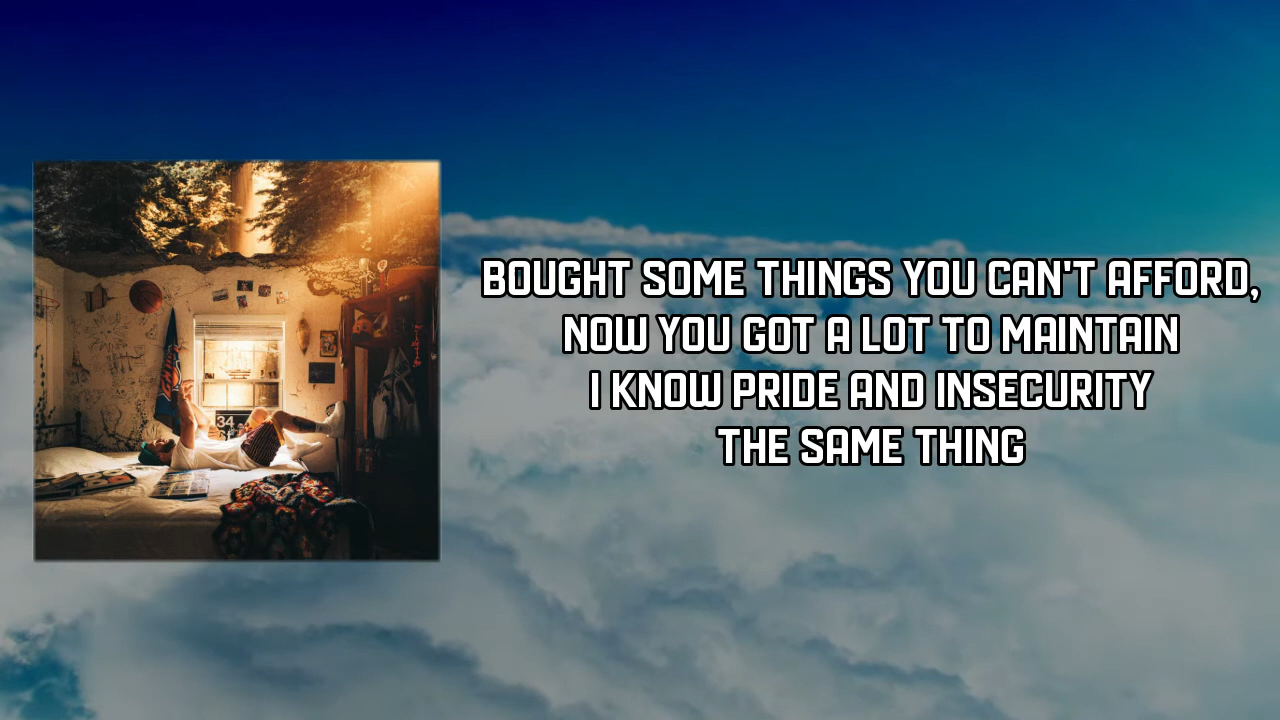 BOUGHT SOME THINGS YOU CAN'T AFFORD,
NOW YOU GOT A LOT TO MAINTAIN
I KNOW PRIDE AND INSECURITY
THE SAME THING
34